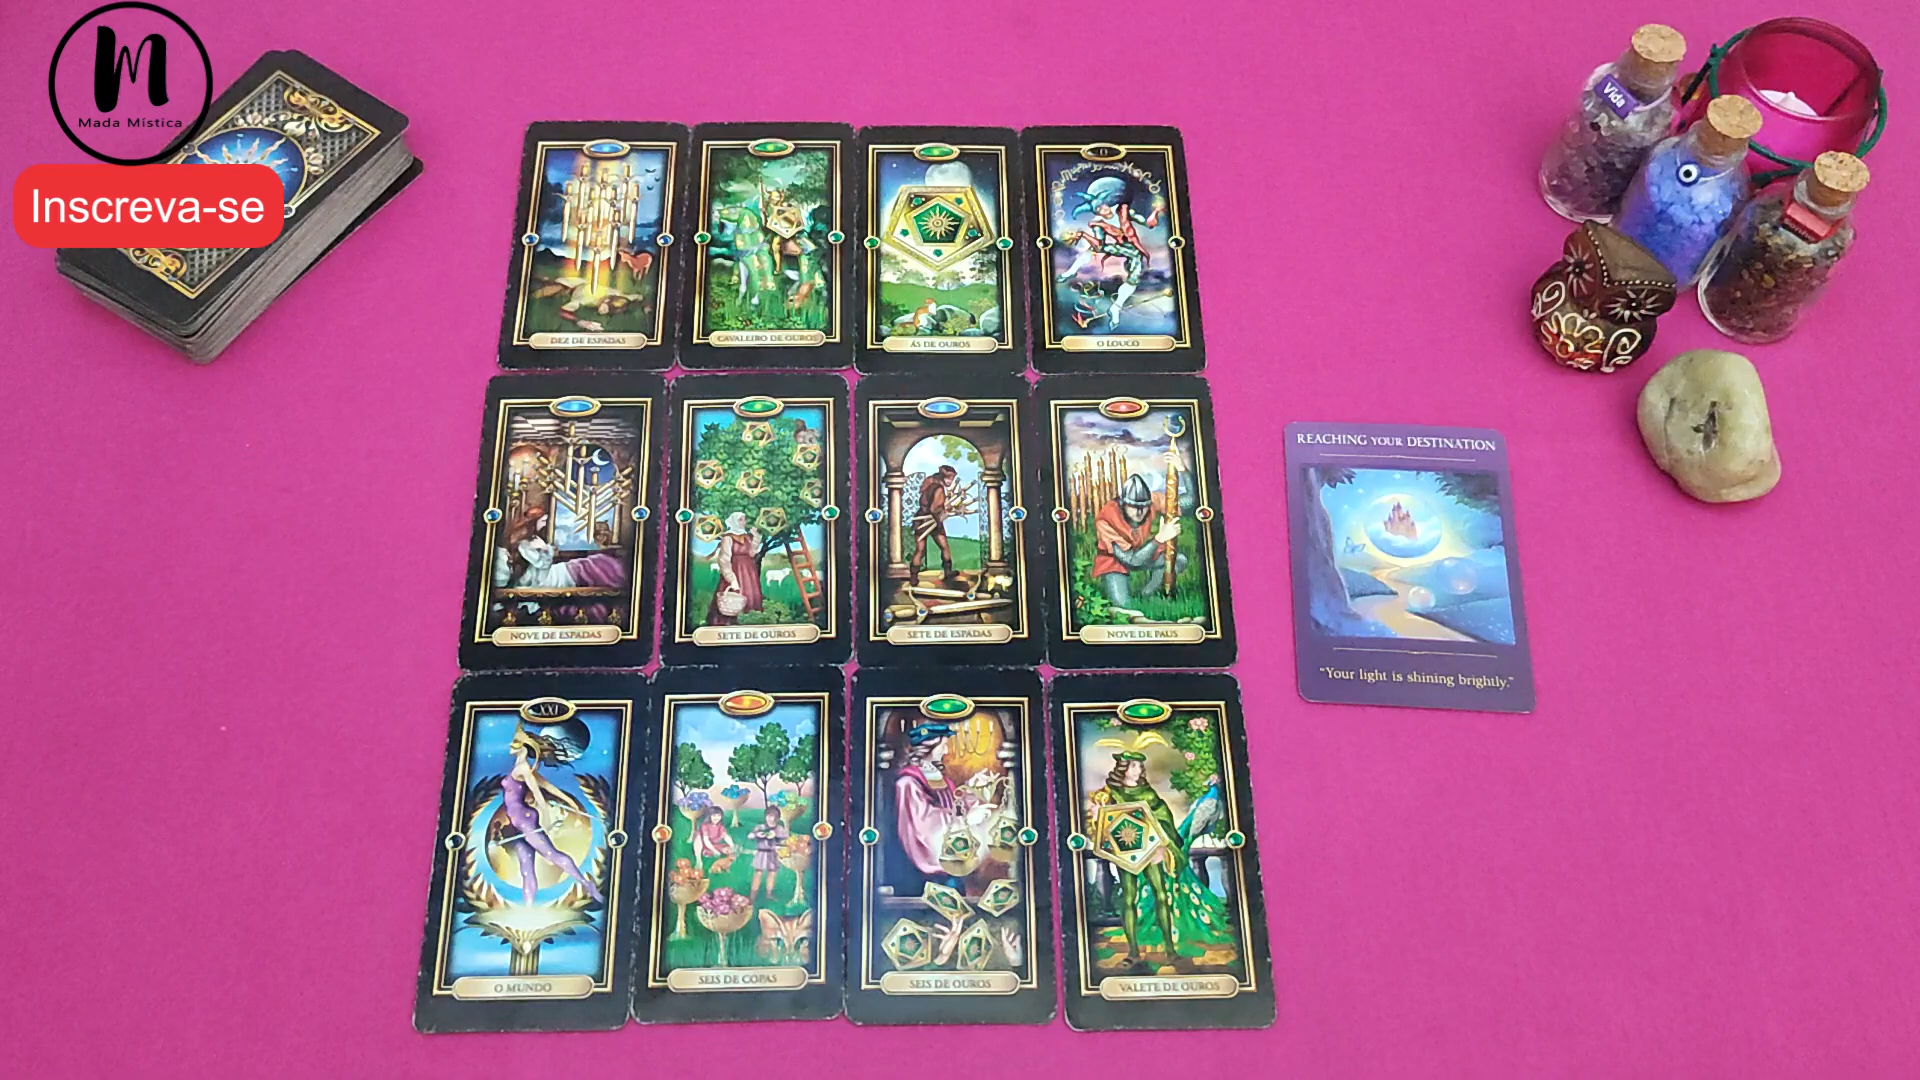 Mada Mística
Inscreva-se
Vida
DEZ DE ESPADAS
CAVALEIRO DE OUROS
ÁS DE OUROS
0
O LOUCO
NOVE DE ESPADAS
SETE DE OUROS
SETE DE ESPADAS
NOVE DE PAUS
REACHING YOUR DESTINATION
"Your light is shining brightly."
XXI
O MUNDO
SEIS DE COPAS
SEIS DE OUROS
VALETE DE OUROS